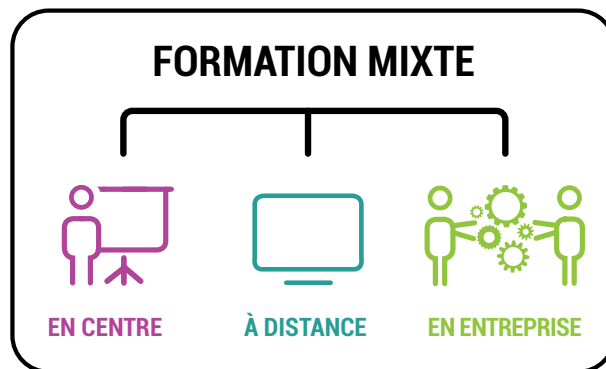 FORMATION MIXTE
EN CENTRE
À DISTANCE
EN ENTREPRISE